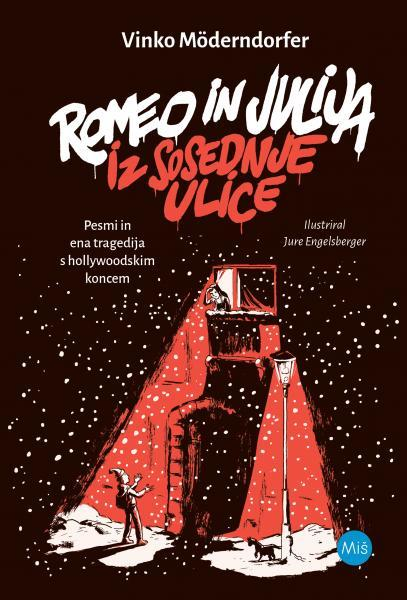 Vinko Möderndorfer
ROMEO IN JULIJA
IZ SOSEDNJE
ULICE
Pesmi in
ena tragedija
s hollywoodskim
koncem
Ilustriral
Jure Engelsberger
Miš